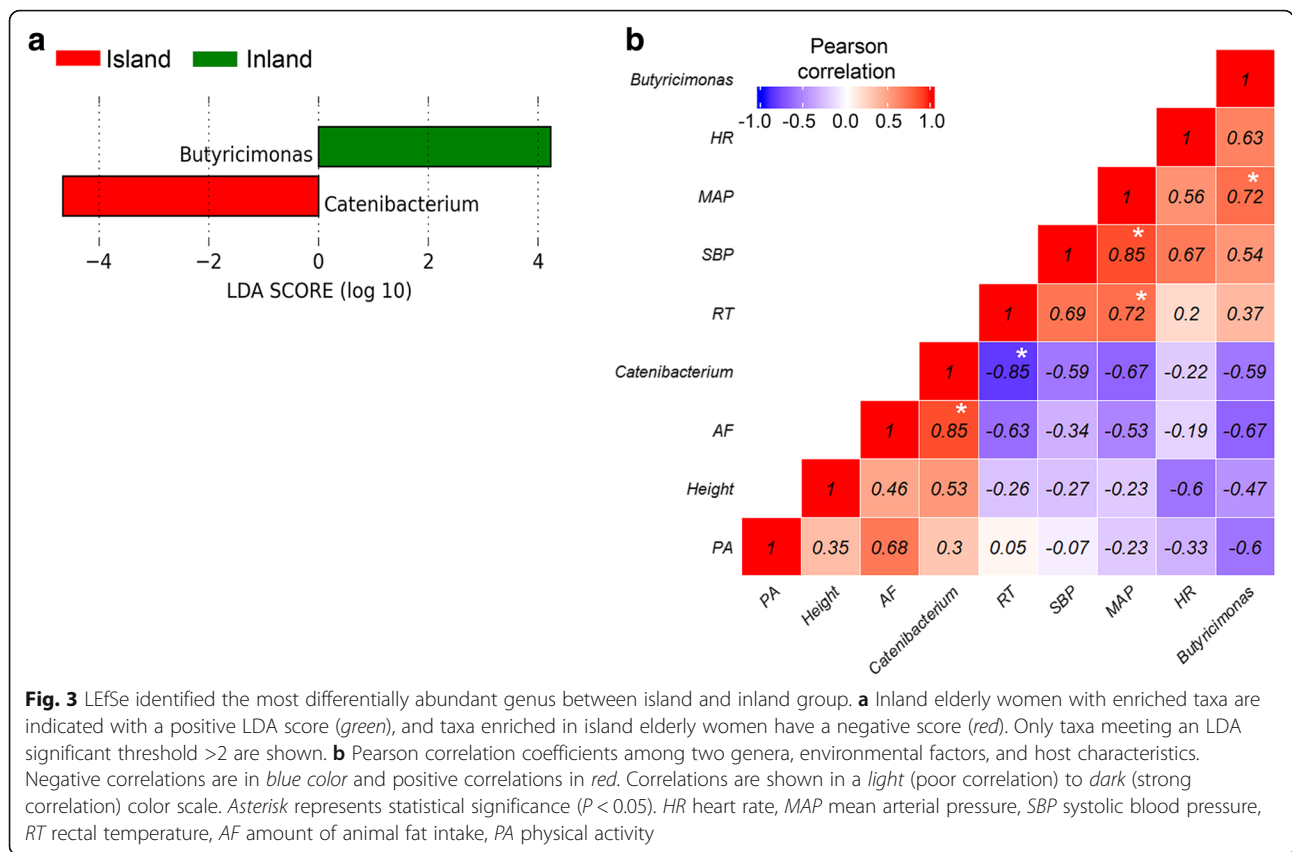 a
Island Inland
Butyricimonas
Catenibacterium
−4 −2 0 2 4
LDA SCORE (log 10)
b
Pearson
correlation
-1.0 -0.5 0.0 0.5 1.0
Butyricimonas 1
HR 1 0.63
MAP 1 0.56 0.72*
SBP 1 0.85* 0.67 0.54
RT 1 0.69 0.72* 0.2 0.37
Catenibacterium 1 -0.85* -0.59 -0.67 -0.22 -0.59
AF 1 0.85* -0.63 -0.34 -0.53 -0.19 -0.67
Height 1 0.46 0.53 -0.26 -0.27 -0.23 -0.6 -0.47
PA 1 0.35 0.68 0.3 0.05 -0.07 -0.23 -0.33 -0.6
PA Height AF Catenibacterium RT SBP MAP HR Butyricimonas
Fig. 3 LEfSe identified the most differentially abundant genus between island and inland group. a Inland elderly women with enriched taxa are
indicated with a positive LDA score (green), and taxa enriched in island elderly women have a negative score (red). Only taxa meeting an LDA
significant threshold >2 are shown. b Pearson correlation coefficients among two genera, environmental factors, and host characteristics.
Negative correlations are in blue color and positive correlations in red. Correlations are shown in a light (poor correlation) to dark (strong
correlation) color scale. Asterisk represents statistical significance (P < 0.05). HR heart rate, MAP mean arterial pressure, SBP systolic blood pressure,
RT rectal temperature, AF amount of animal fat intake, PA physical activity